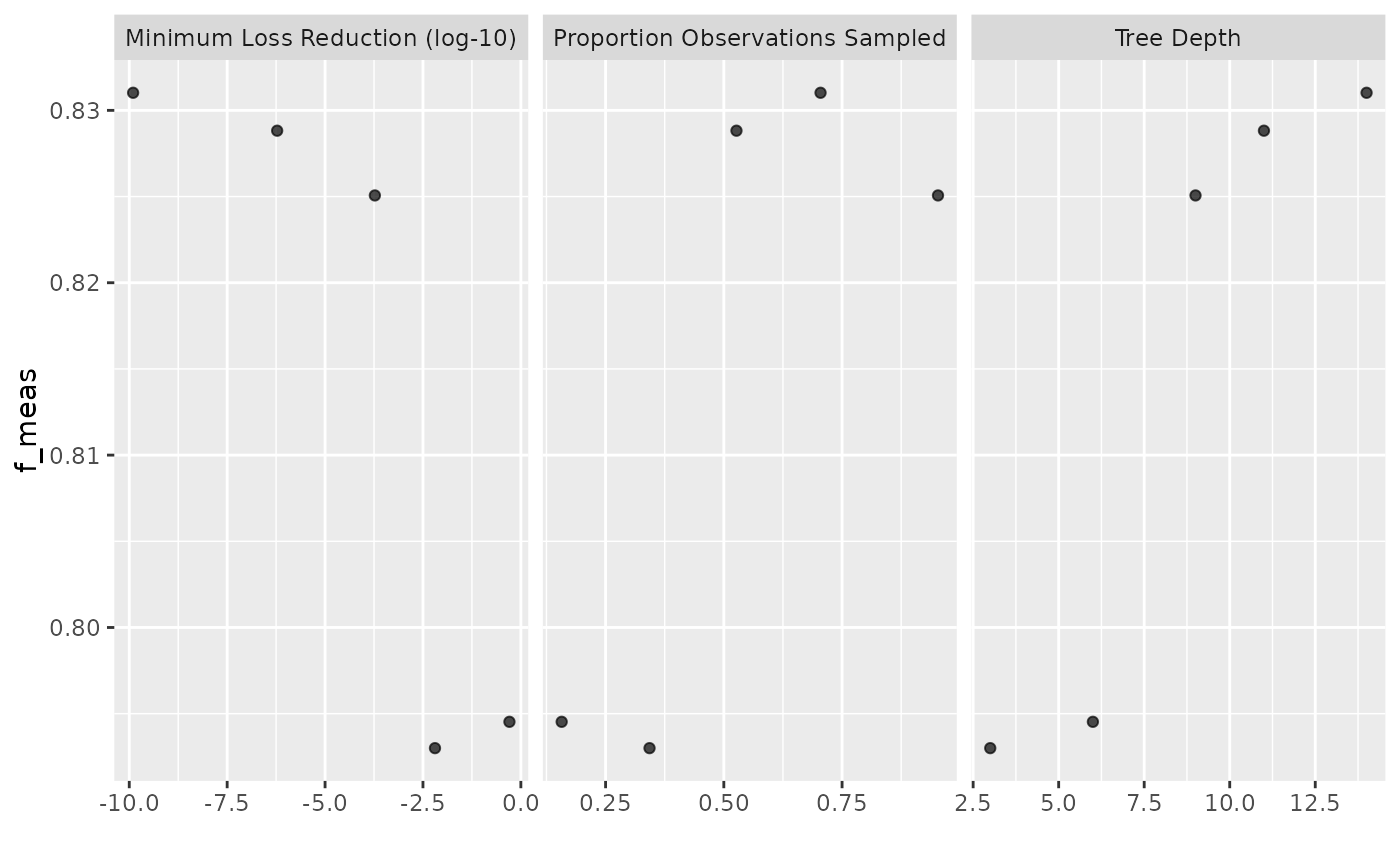 Minimum Loss Reduction (log-10) Proportion Observations Sampled Tree Depth
0.83
0.82
0.81
0.80
f_meas
-10.0 -7.5 -5.0 -2.5 0.0 0.25 0.50 0.75 2.5 5.0 7.5 10.0 12.5